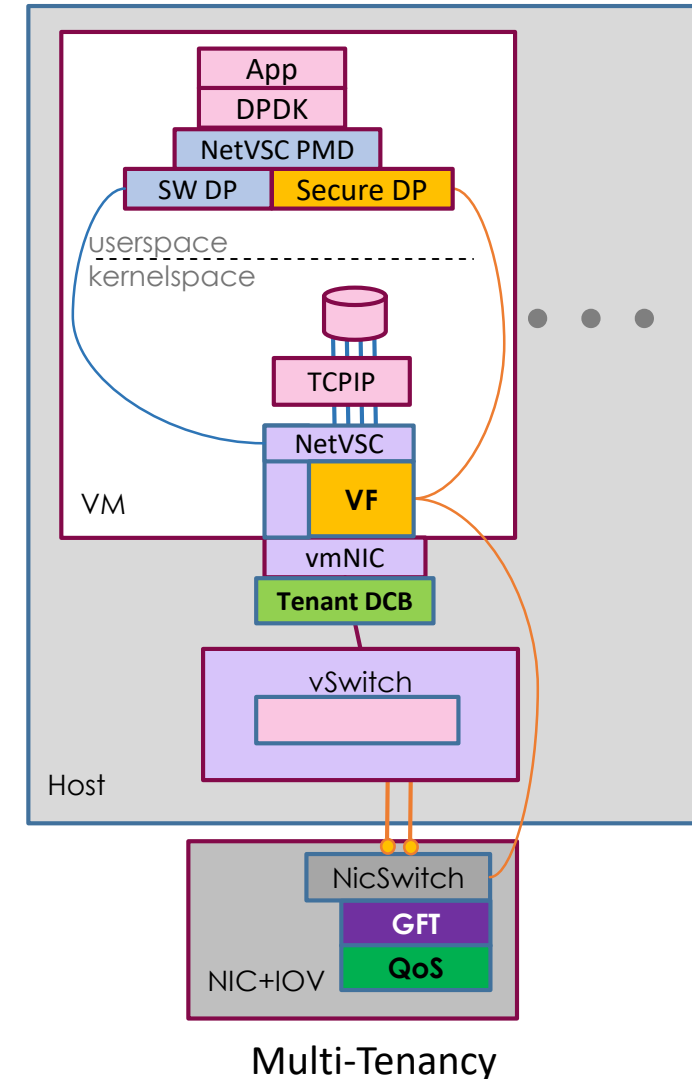 App
DPDK
NetVSC PMD
SW DP
Secure DP
userspace
kernelspace
TCPIP
NetVSC
VF
VM
vmNIC
Tenant DCB
vSwitch
Host
NicSwitch
GFT
QoS
NIC+IOV
Multi-Tenancy